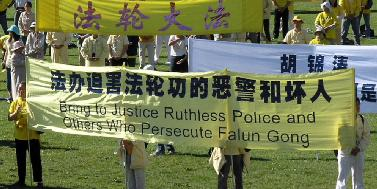 法轮大法
胡锦涛
是
法办迫害法轮功的恶警和坏人
Bring to Justice Ruthless Police and
Others Who Persecute Falun Gong